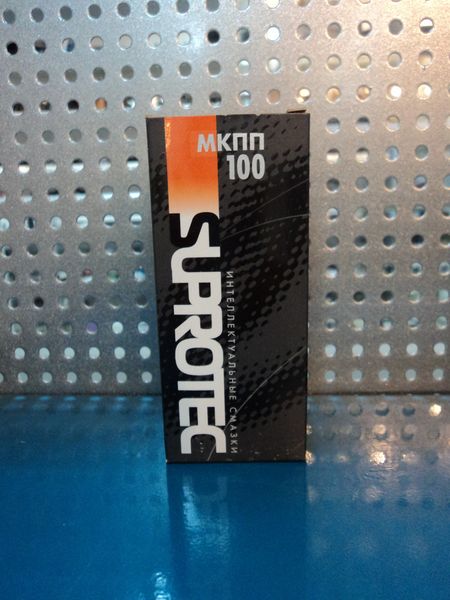 МКПП
100
SUPROTEC
ИНТЕЛЛЕКТУАЛЬНЫЕ СМАЗКИ